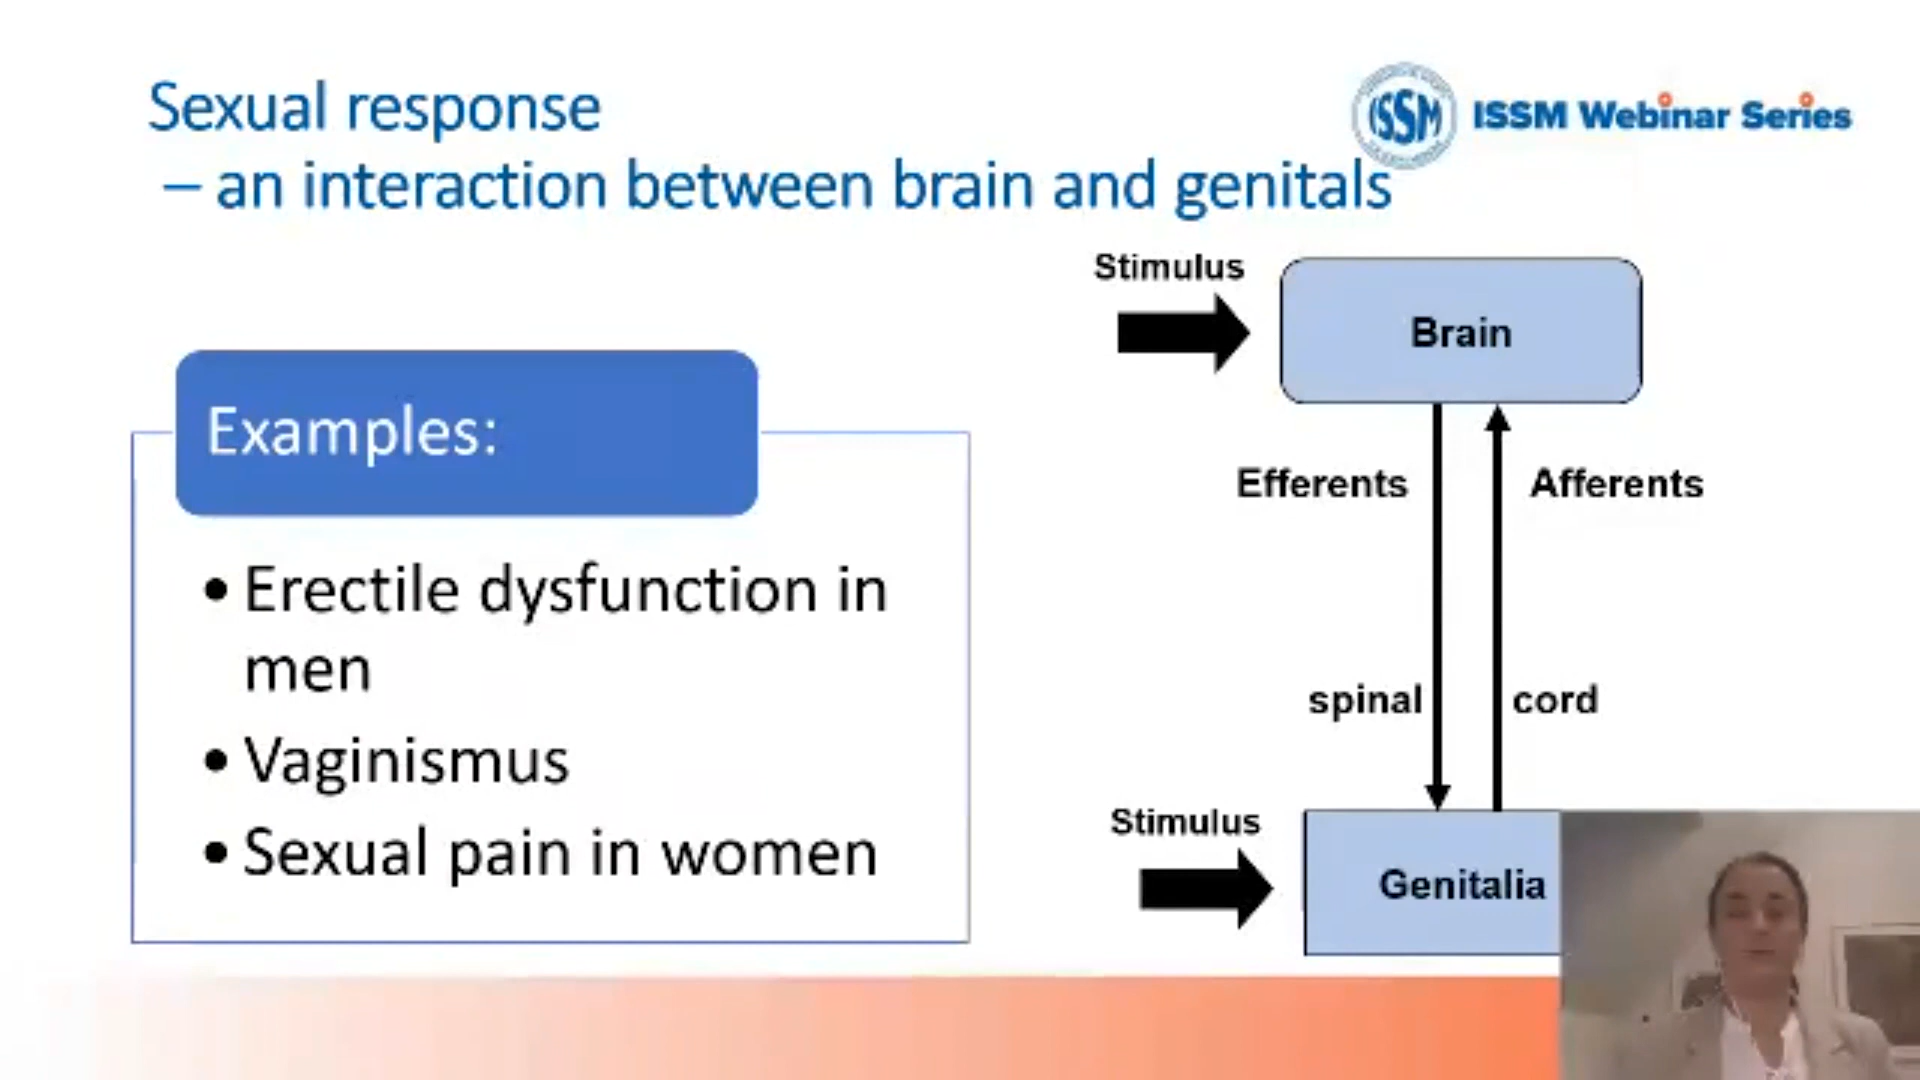 Sexual response
– an interaction between brain and genitals
ISSM
ISSM Webinar Series
Examples:
• Erectile dysfunction in
men
• Vaginismus
• Sexual pain in women
Stimulus
Brain
Efferents
Afferents
spinal
cord
Stimulus
Genitalia